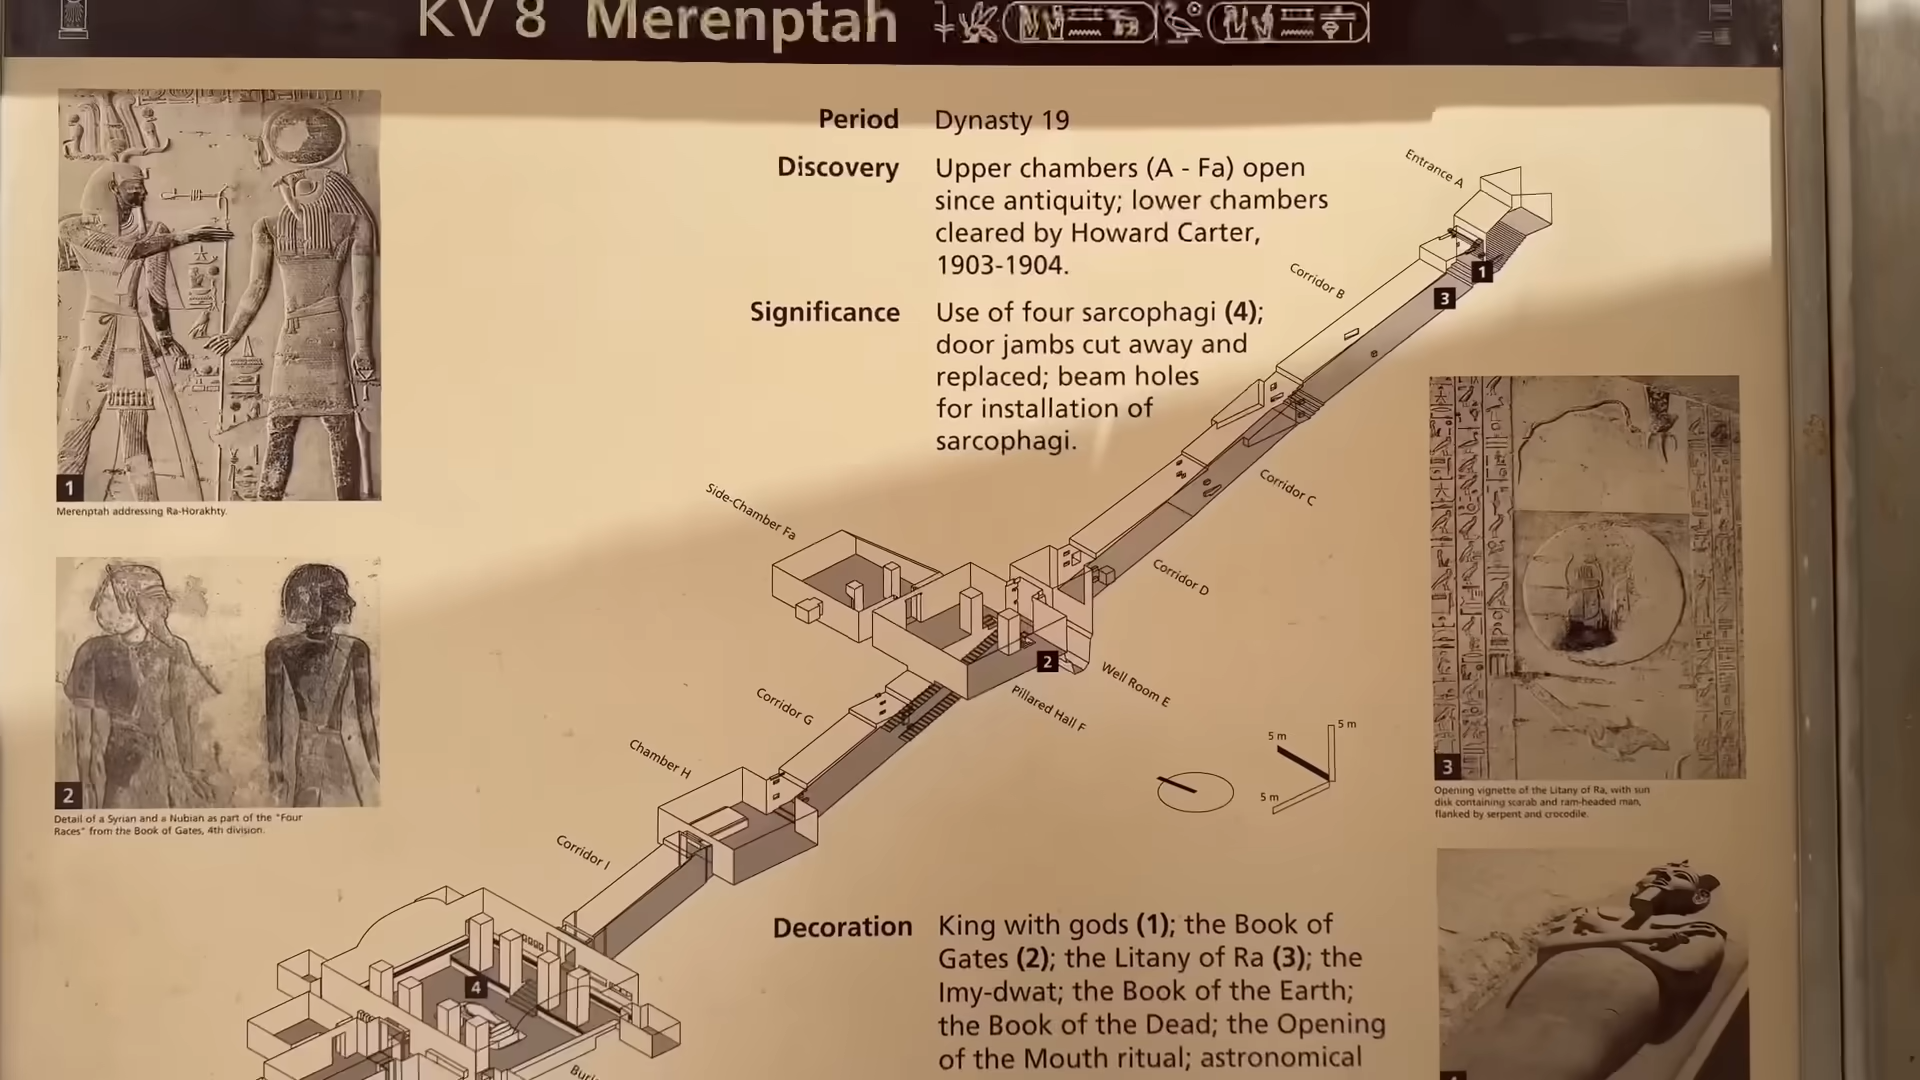 KV 8 Merenptah
Period Dynasty 19
Discovery Upper chambers (A - Fa) open
since antiquity; lower chambers
cleared by Howard Carter,
1903-1904.
Significance Use of four sarcophagi (4);
door jambs cut away and
replaced; beam holes
for installation of
sarcophagi.
1
Merenptah addressing Ra-Horakhty.
2
Detail of a Syrian and a Nubian as part of the "Four
Races" from the Book of Gates, 4th division.
Entrance A
1
Corridor B
3
Corridor C
Corridor D
Side-Chamber Fa
2
Well Room E
Pillared Hall F
Corridor G
Chamber H
Corridor I
4
5 m
5 m
5 m
3
Opening vignette of the Litany of Ra, with sun
disk containing scarab and ram-headed man,
flanked by serpent and crocodile.
Decoration King with gods (1); the Book of
Gates (2); the Litany of Ra (3); the
Imy-dwat; the Book of the Earth;
the Book of the Dead; the Opening
of the Mouth ritual; astronomical